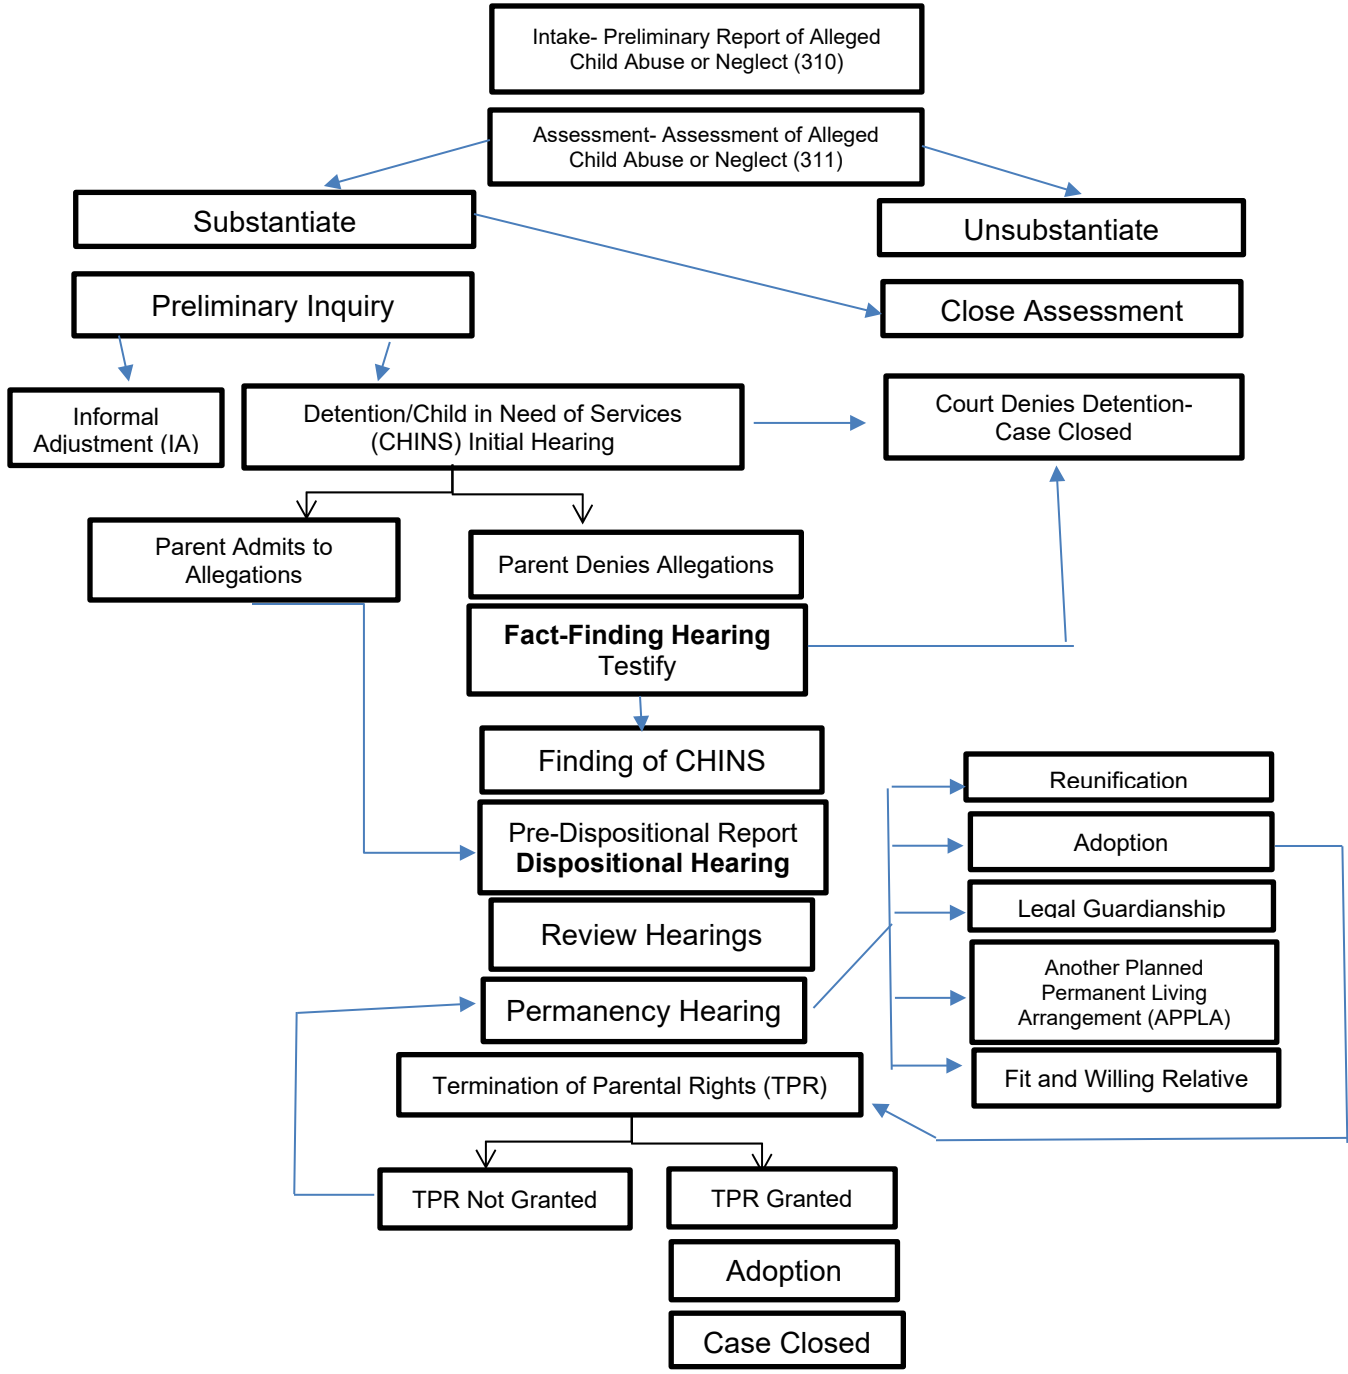 Intake- Preliminary Report of Alleged
Child Abuse or Neglect (310)
Assessment- Assessment of Alleged
Child Abuse or Neglect (311)
Substantiate
Unsubstantiate
Preliminary Inquiry
Close Assessment
Informal
Adjustment (IA)
Detention/Child in Need of Services
(CHINS) Initial Hearing
Court Denies Detention-
Case Closed
Parent Admits to
Allegations
Parent Denies Allegations
Fact-Finding Hearing
Testify
Finding of CHINS
Pre-Dispositional Report
Dispositional Hearing
Review Hearings
Permanency Hearing
Reunification
Adoption
Legal Guardianship
Another Planned
Permanent Living
Arrangement (APPLA)
Fit and Willing Relative
Termination of Parental Rights (TPR)
TPR Not Granted
TPR Granted
Adoption
Case Closed